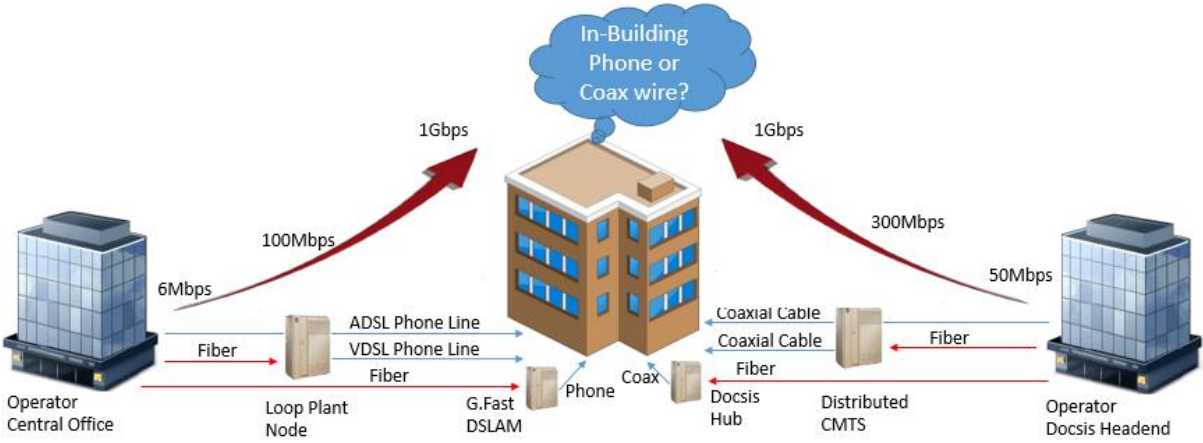 In-Building
Phone or
Coax wire?
1Gbps
1Gbps
100Mbps
300Mbps
6Mbps
50Mbps
ADSL Phone Line
Coaxial Cable
Fiber
VDSL Phone Line
Coaxial Cable
Fiber
Fiber
Phone
Coax
Fiber
Operator
Central Office
Loop Plant
Node
G.Fast
DSLAM
Docsis
Hub
Distributed
CMTS
Operator
Docsis Headend